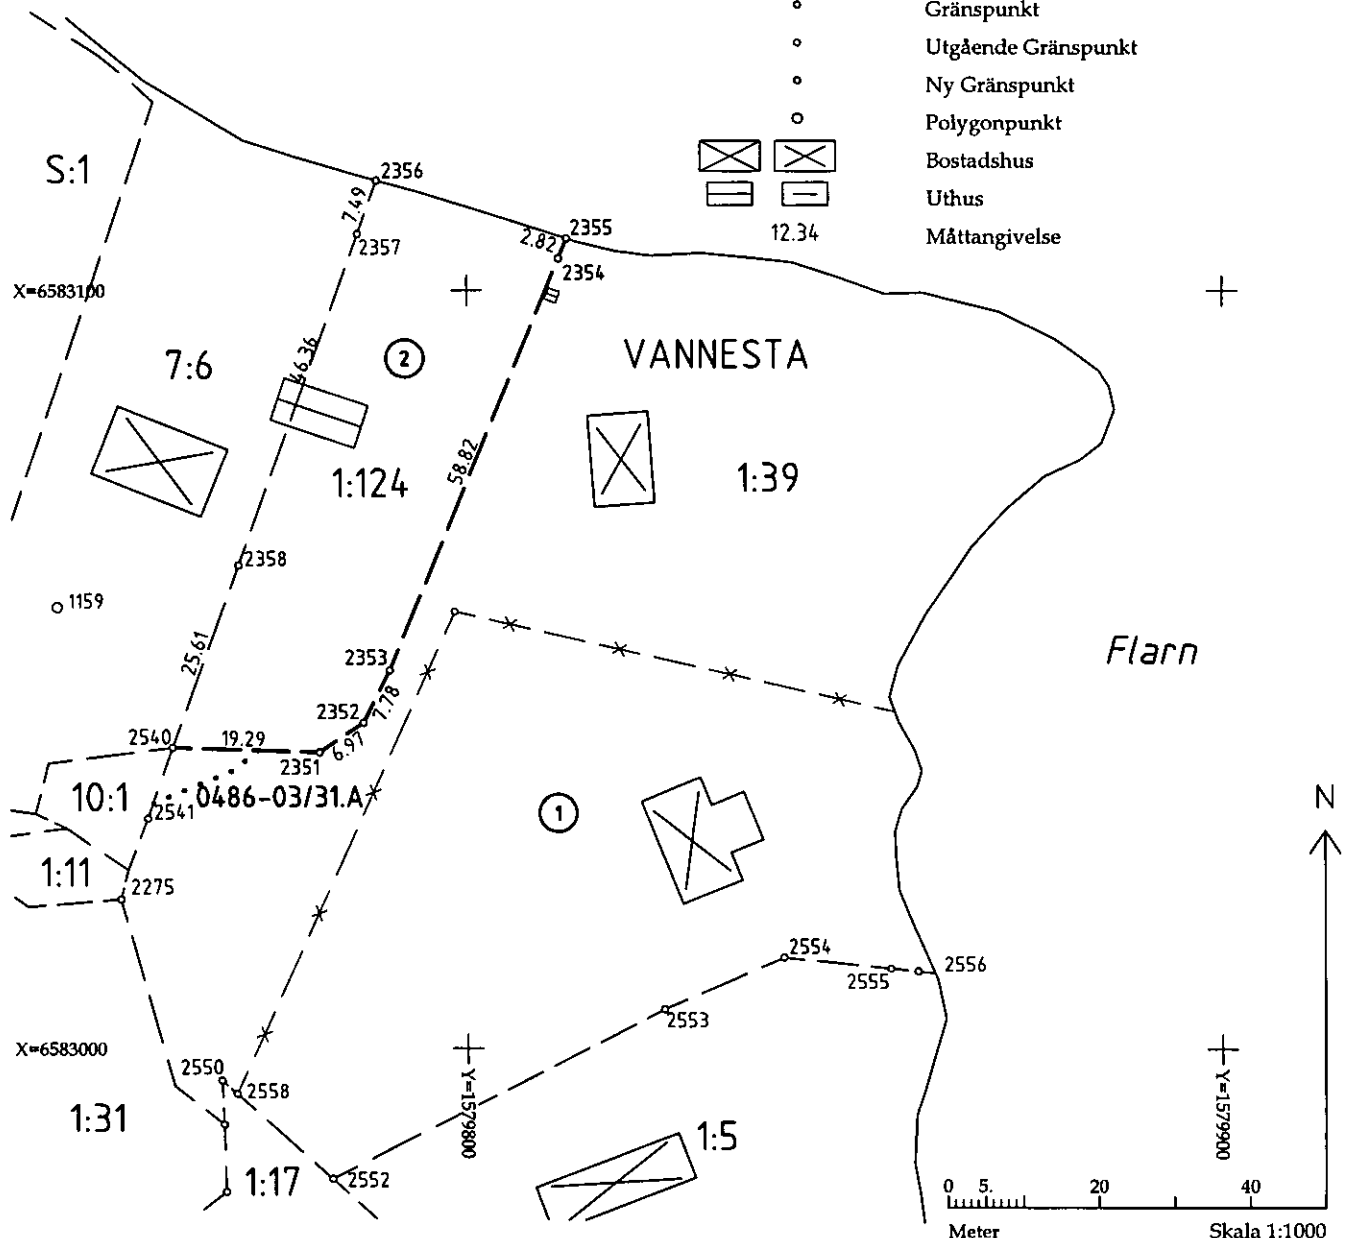 Gränspunkt
Utgående Gränspunkt
Ny Gränspunkt
Polygonpunkt
Bostadshus
Uthus
12.34 Måttangivelse
S:1
2356
7.49
2357
2355
2.82
2354
X=6583100
7:6
46.36
2
VANNESTA
58.82
1:124
1:39
2358
1159
25.61
2353
Flarn
7.78
2352
2540
19.29
6.97
2351
10:1
0486-03/31.A
2541
1
N
1:11
2275
2554
2555
2556
2553
X=6583000
2550
2558
Y=1579800
Y=1579900
1:31
1:5
1:17
2552
0 5. 20 40
Meter Skala 1:1000